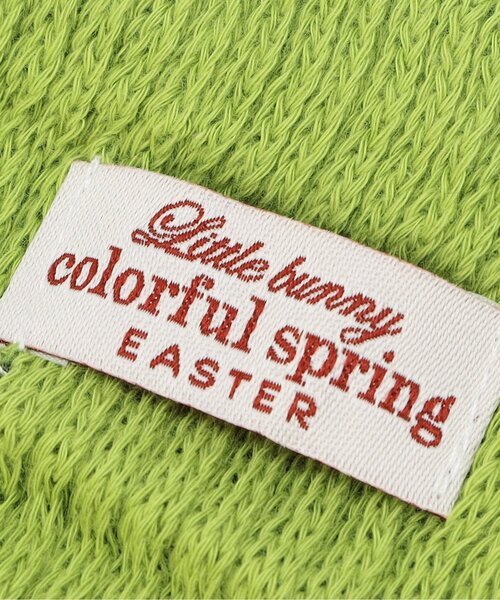 Little bunny,
colorful spring
EASTER